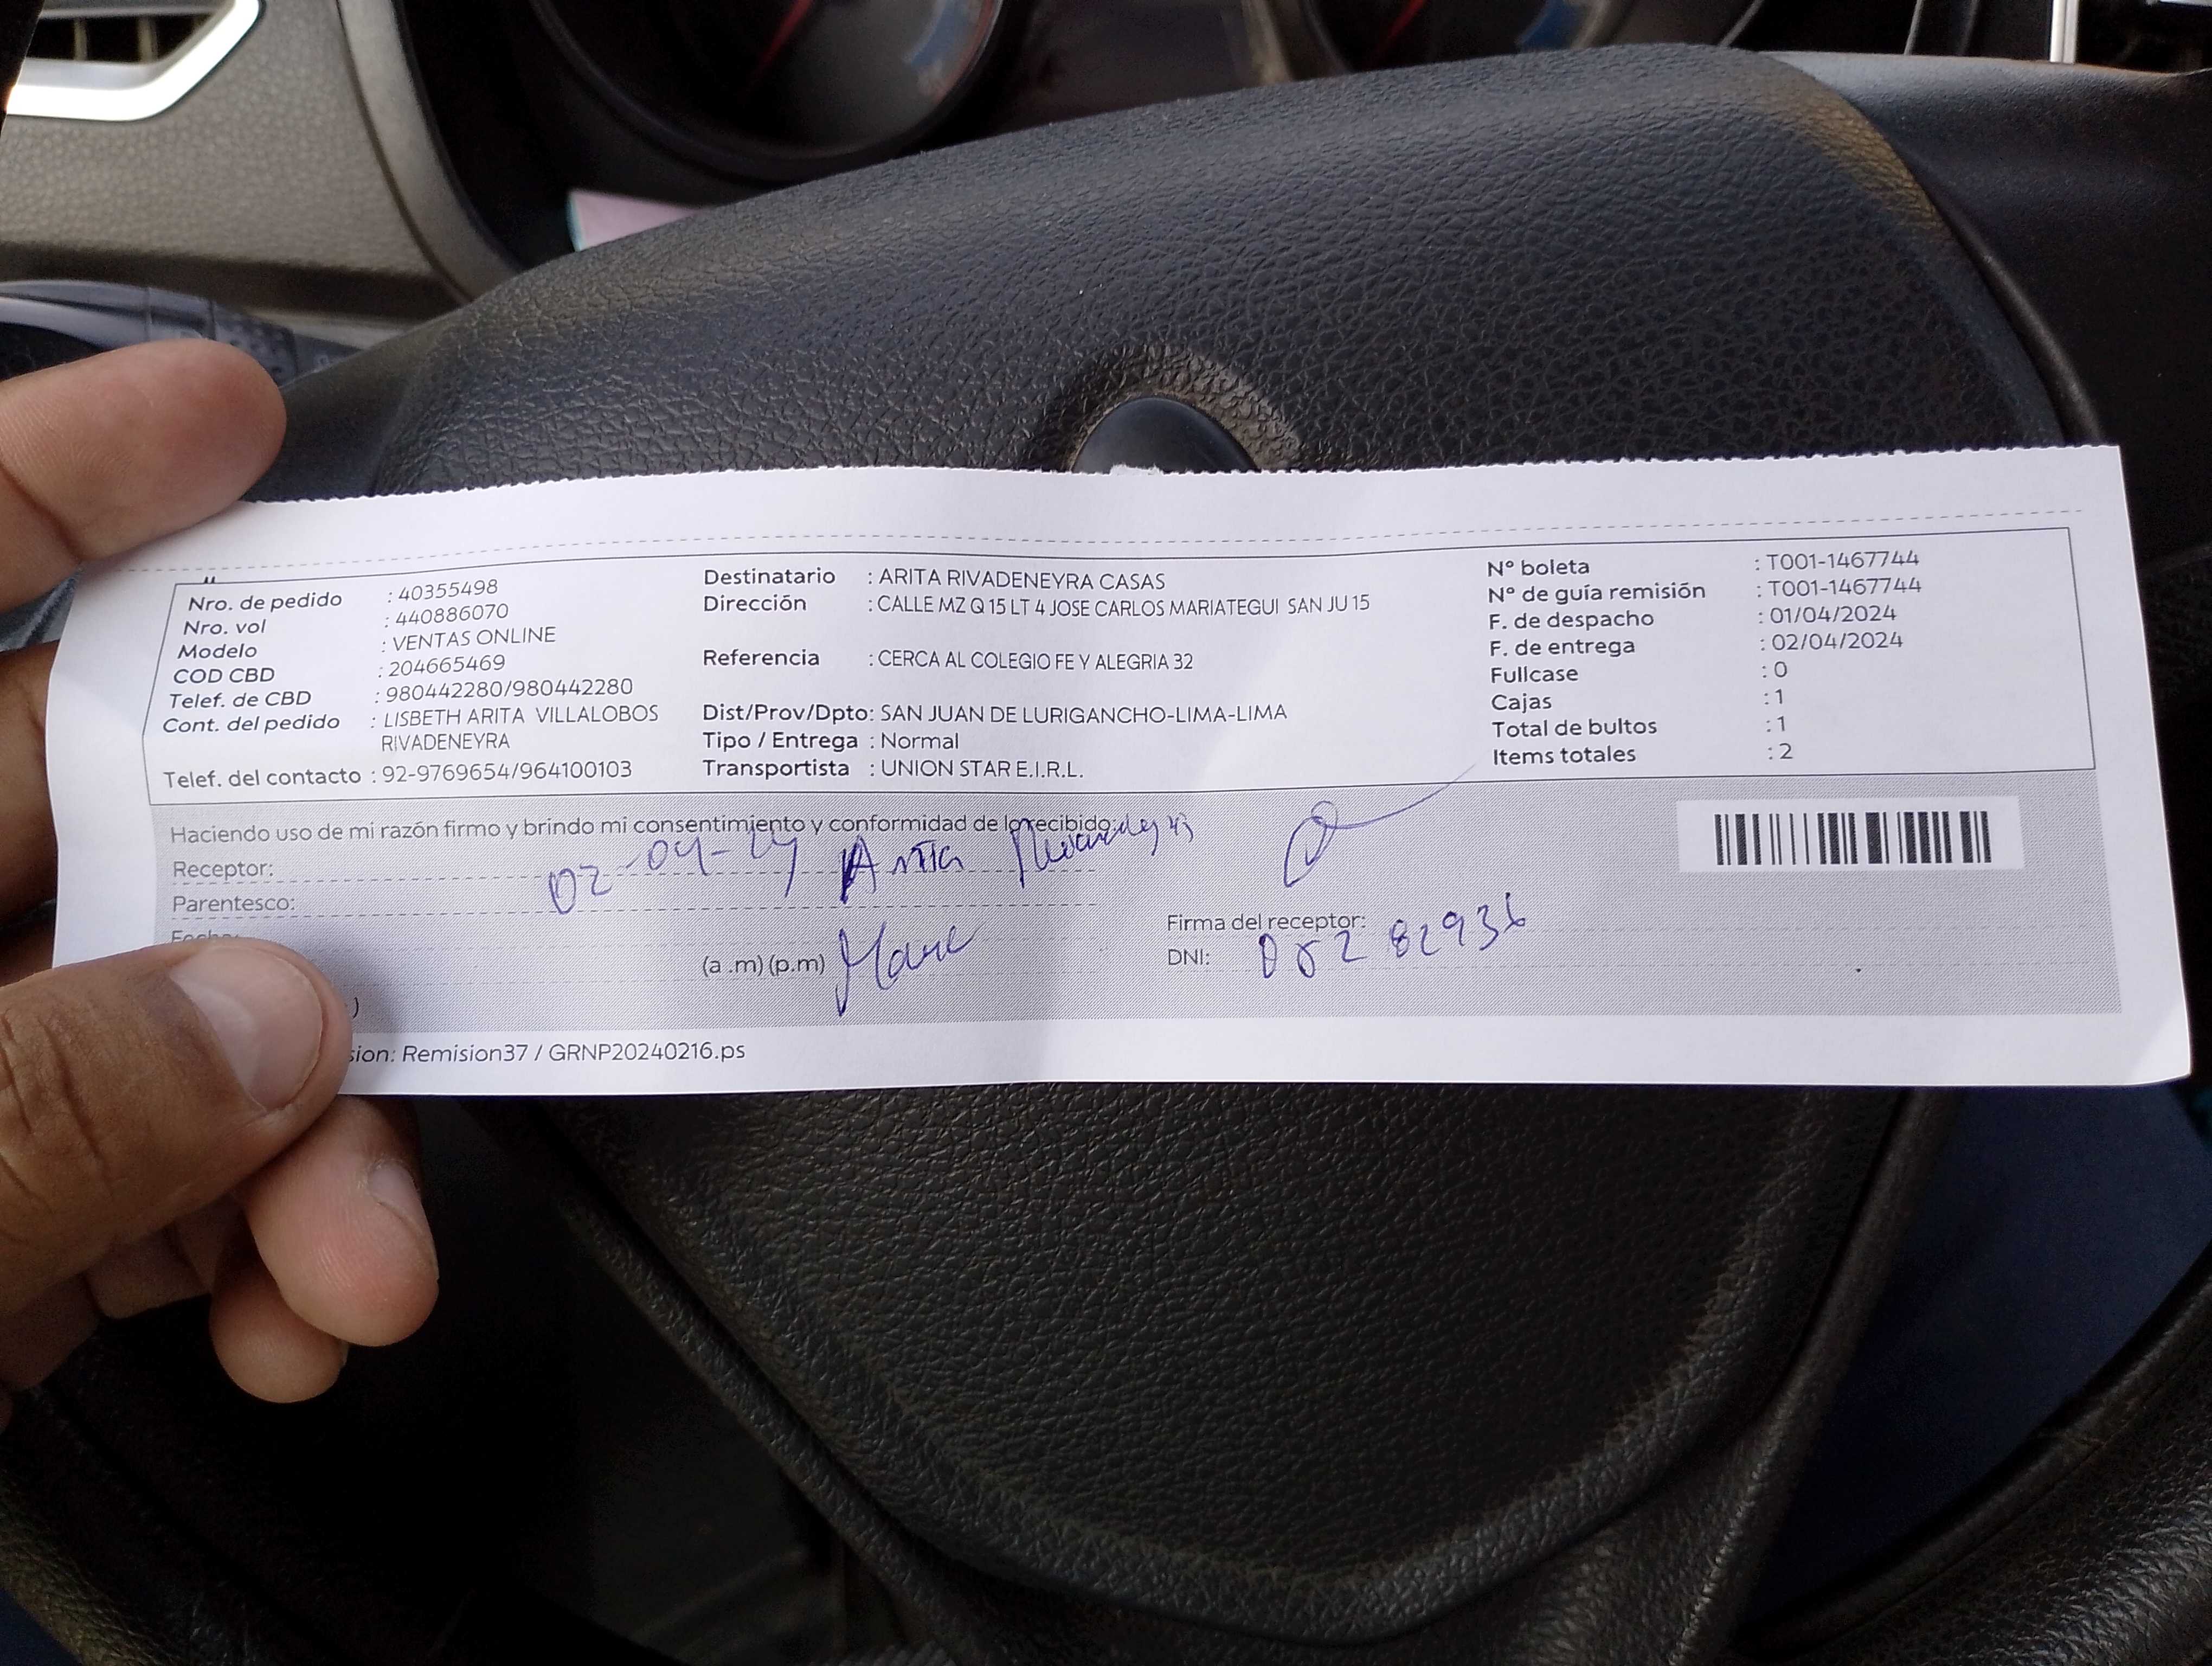 Nro. de pedido : 40355498
Nro. vol : 440886070
Modelo : VENTAS ONLINE
COD CBD : 204665469
Telef. de CBD : 980442280/980442280
Cont. del pedido : LISBETH ARITA VILLALOBOS
RIVADENEYRA
Telef. del contacto : 92-9769654/964100103
Destinatario : ARITA RIVADENEYRA CASAS
Dirección : CALLE MZ Q 15 LT 4 JOSE CARLOS MARIATEGUI SAN JU 15
Referencia : CERCA AL COLEGIO FE Y ALEGRIA 32
Dist/Prov/Dpto: SAN JUAN DE LURIGANCHO-LIMA-LIMA
Tipo / Entrega : Normal
Transportista : UNION STAR E.I.R.L.
N° boleta : T001-1467744
N° de guía remisión : T001-1467744
F. de despacho : 01/04/2024
F. de entrega : 02/04/2024
Fullcase : 0
Cajas : 1
Total de bultos : 1
Items totales : 2
Haciendo uso de mi razón firmo y brindo mi consentimiento y conformidad de lo recibido:
Receptor: 02-04-24 Arita
Parentesco:
Fecha:
(a .m) (p.m)
Firma del receptor:
DNI:
)
sion: Remision37 / GRNP20240216.ps